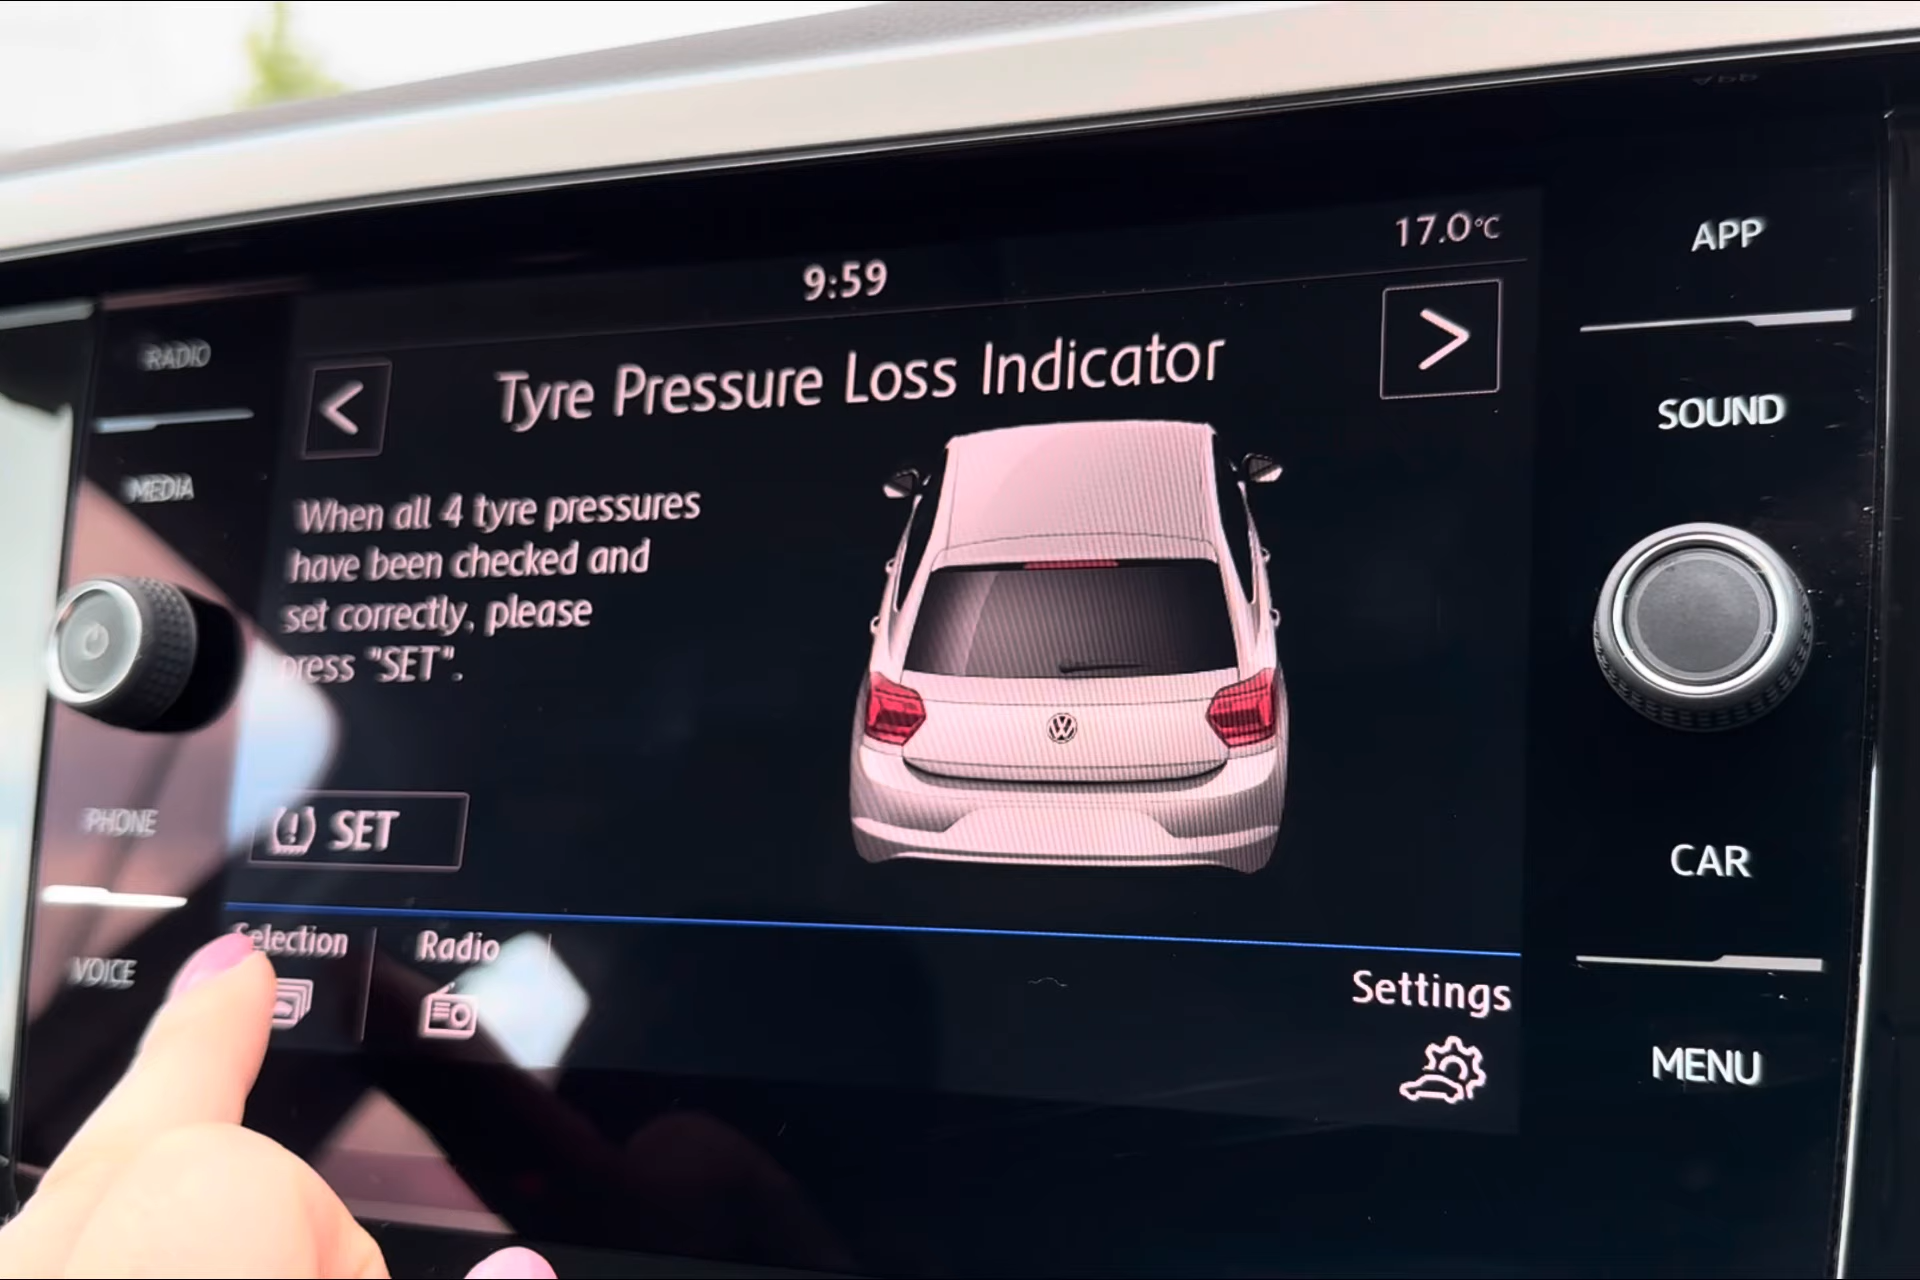 17.0°C
9:59
APP
RADIO
Tyre Pressure Loss Indicator
SOUND
MEDIA
When all 4 tyre pressures
have been checked and
set correctly, please
press "SET".
PHONE
SET
CAR
Selection
Radio
VOICE
Settings
MENU